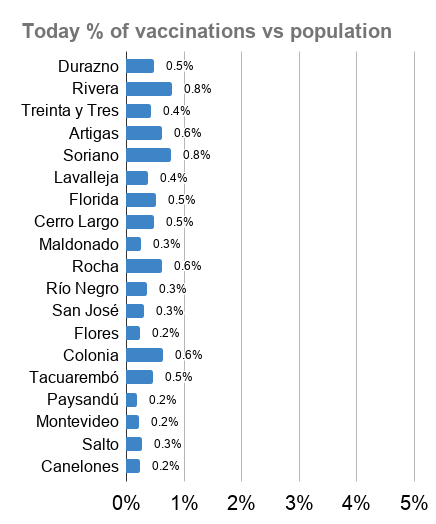 Today % of vaccinations vs population
Durazno 0.5%
Rivera 0.8%
Treinta y Tres 0.4%
Artigas 0.6%
Soriano 0.8%
Lavalleja 0.4%
Florida 0.5%
Cerro Largo 0.5%
Maldonado 0.3%
Rocha 0.6%
Río Negro 0.3%
San José 0.3%
Flores 0.2%
Colonia 0.6%
Tacuarembó 0.5%
Paysandú 0.2%
Montevideo 0.2%
Salto 0.3%
Canelones 0.2%
0% 1% 2% 3% 4% 5%